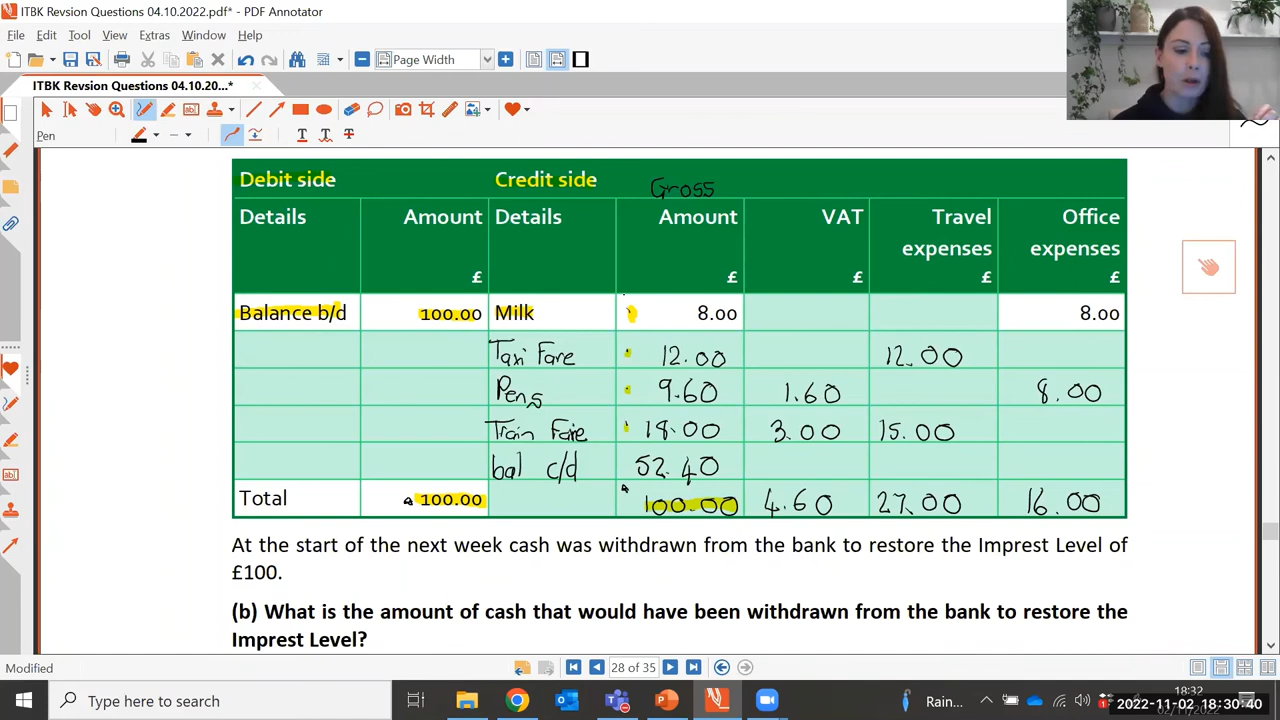 ITBK Revsion Questions 04.10.2022.pdf* - PDF Annotator
File Edit Tool View Extras Window Help
Page Width
ITBK Revsion Questions 04.10.20...*
Pen
Debit side Credit side Gross
Details Amount Details Amount VAT Travel Office
expenses expenses
£ £ £ £ £
Balance b/d 100.00 Milk 8.00 8.00
Taxi Fare 12.00 12.00
Pens 9.60 1.60 8.00
Train Fare 18.00 3.00 15.00
bal c/d 52.40
Total 100.00 100.00 4.60 27.00 16.00
At the start of the next week cash was withdrawn from the bank to restore the Imprest Level of
£100.
(b) What is the amount of cash that would have been withdrawn from the bank to restore the
Imprest Level?
Modified 28 of 35
Type here to search Rain... 18:32
2022-11-02 18:30:40